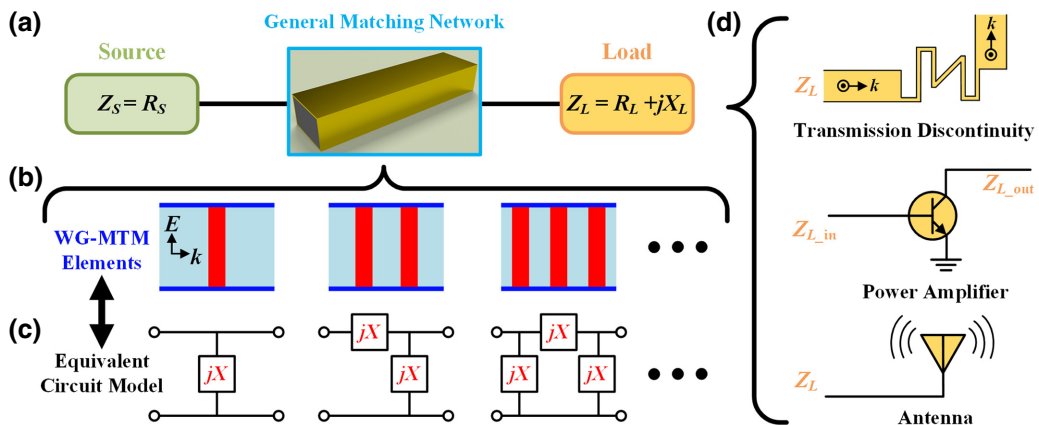 (a)
General Matching Network
Source
Z_S = R_S
Load
Z_L = R_L +jX_L
(b)
WG-MTM
Elements
E
k
(c)
Equivalent
Circuit Model
jX
jX
jX
jX
jX
jX
(d)
k
k
Z_L
Transmission Discontinuity
Z_L_out
Z_L_in
Power Amplifier
Z_L
Antenna